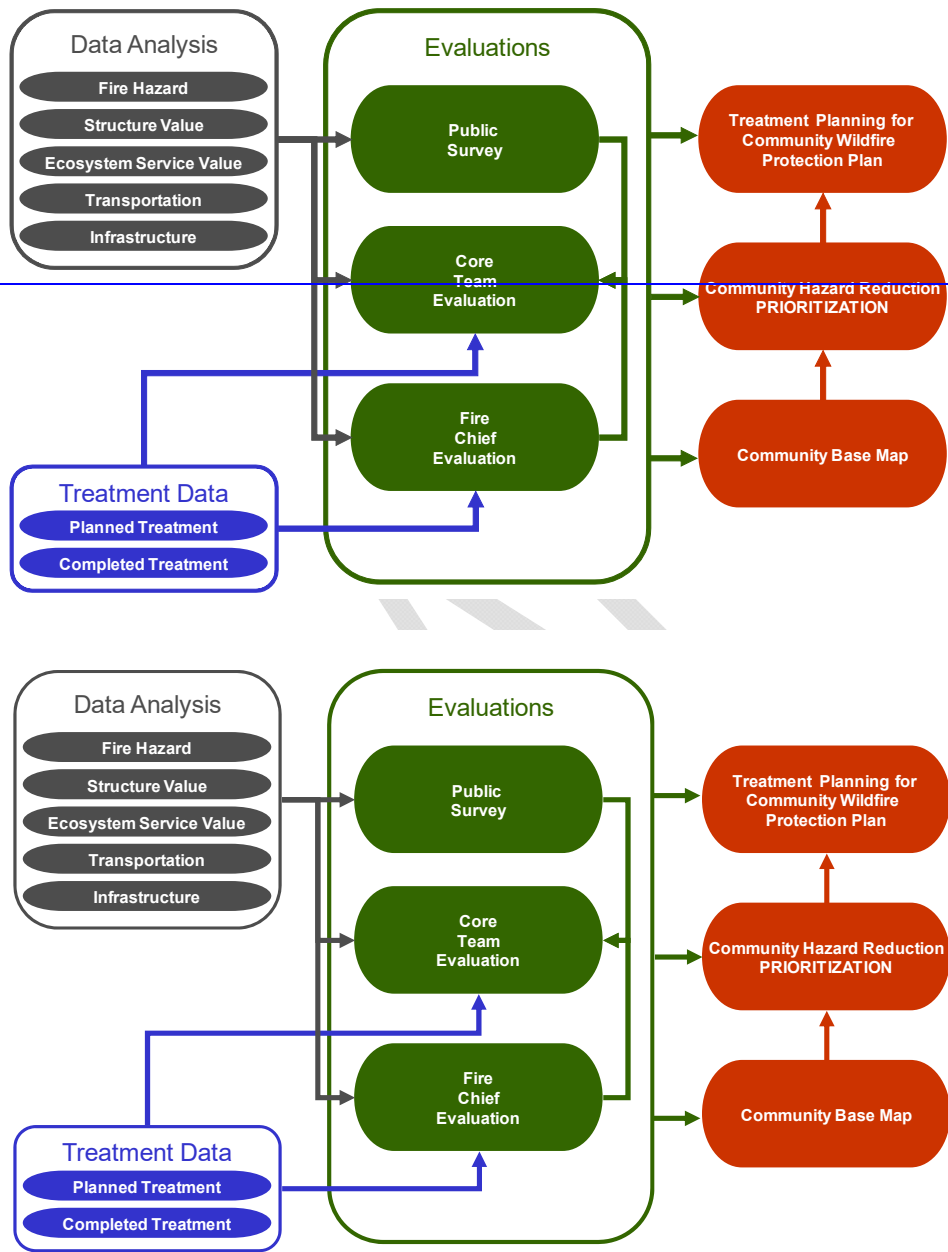 Data Analysis
Fire Hazard
Structure Value
Ecosystem Service Value
Transportation
Infrastructure
Treatment Data
Planned Treatment
Completed Treatment
Evaluations
Public
Survey
Core
Team
Evaluation
Fire
Chief
Evaluation
Treatment Planning for
Community Wildfire
Protection Plan
Community Hazard Reduction
PRIORITIZATION
Community Base Map
Data Analysis
Fire Hazard
Structure Value
Ecosystem Service Value
Transportation
Infrastructure
Treatment Data
Planned Treatment
Completed Treatment
Evaluations
Public
Survey
Core
Team
Evaluation
Fire
Chief
Evaluation
Treatment Planning for
Community Wildfire
Protection Plan
Community Hazard Reduction
PRIORITIZATION
Community Base Map